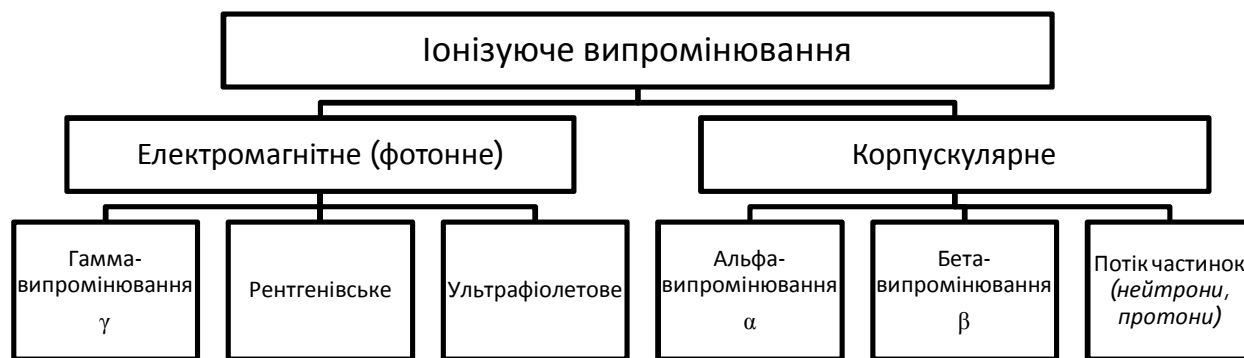 Іонізуюче випромінювання
Електромагнітне (фотонне)
Корпускулярне
Гамма-
випромінювання
γ
Рентгенівське
Ультрафіолетове
Альфа-
випромінювання
α
Бета-
випромінювання
β
Потік частинок
(нейтрони,
протони)